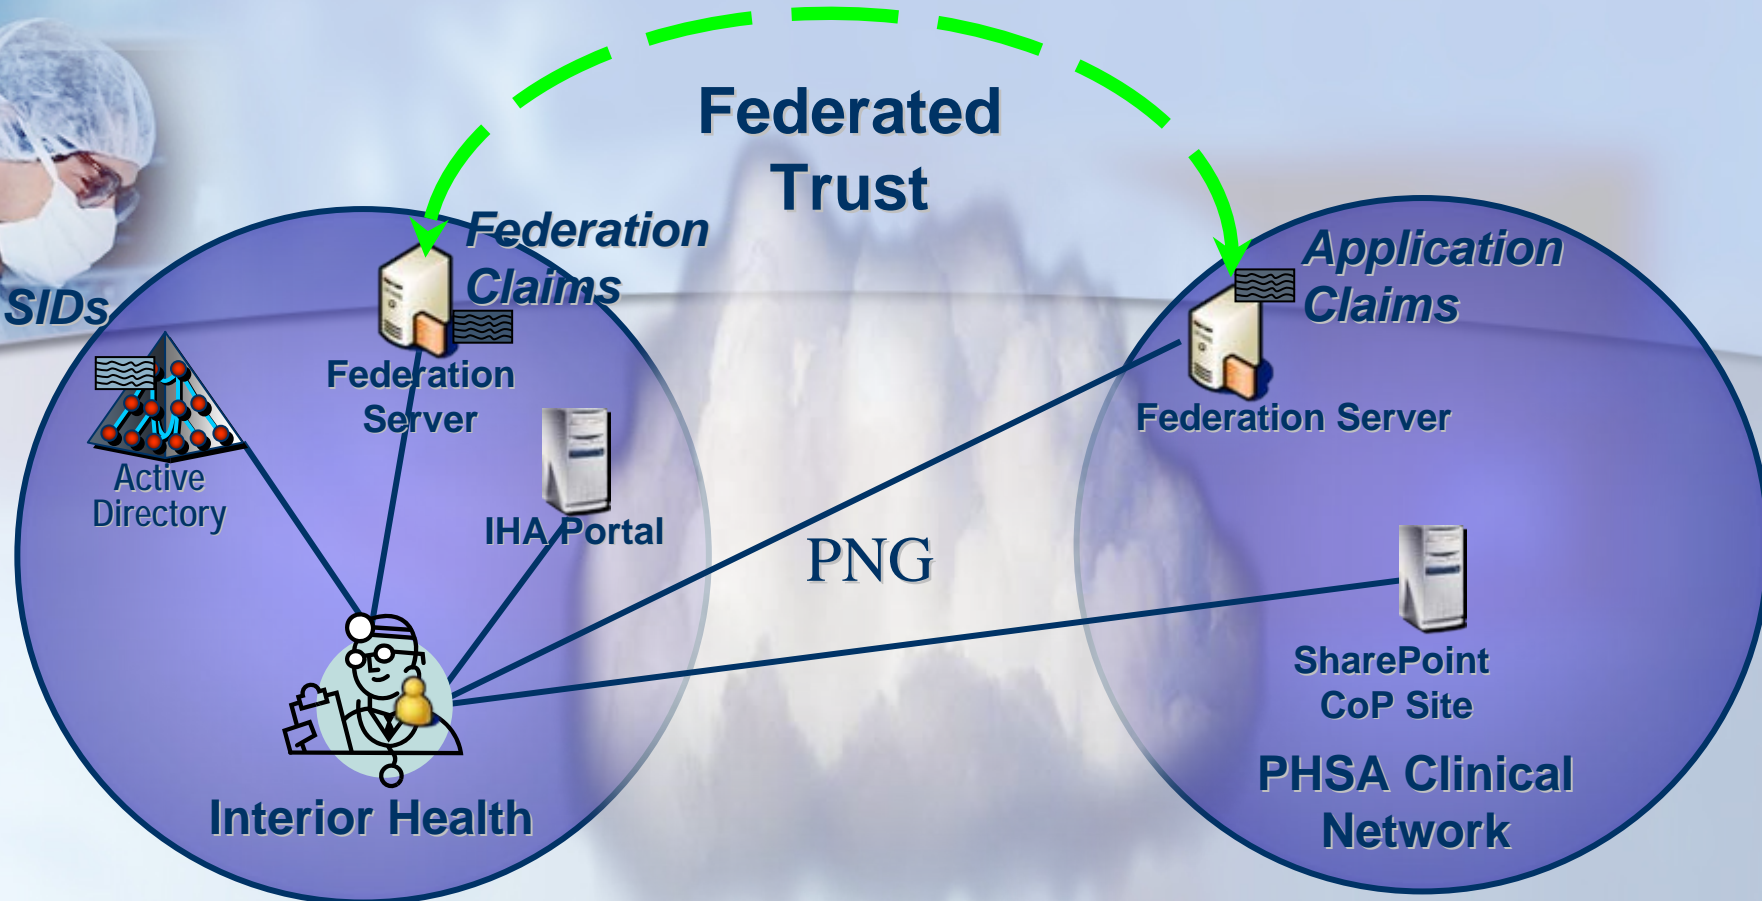 Federated
Trust
Federation
Claims
Application
Claims
SIDs
Federation
Server
Federation Server
Active
Directory
IHA Portal
PNG
SharePoint
CoP Site
PHSA Clinical
Network
Interior Health